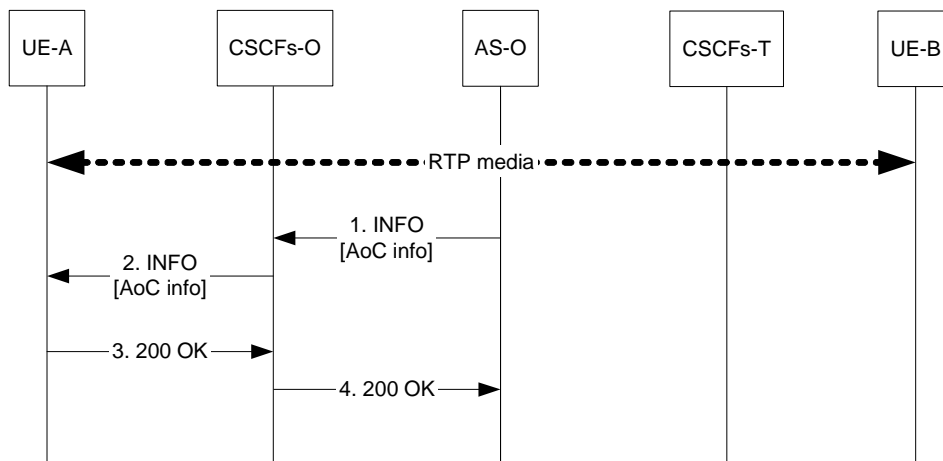 UE-A
CSCFs-O
AS-O
CSCFs-T
UE-B
RTP media
1. INFO
[AoC info]
2. INFO
[AoC info]
3. 200 OK
4. 200 OK